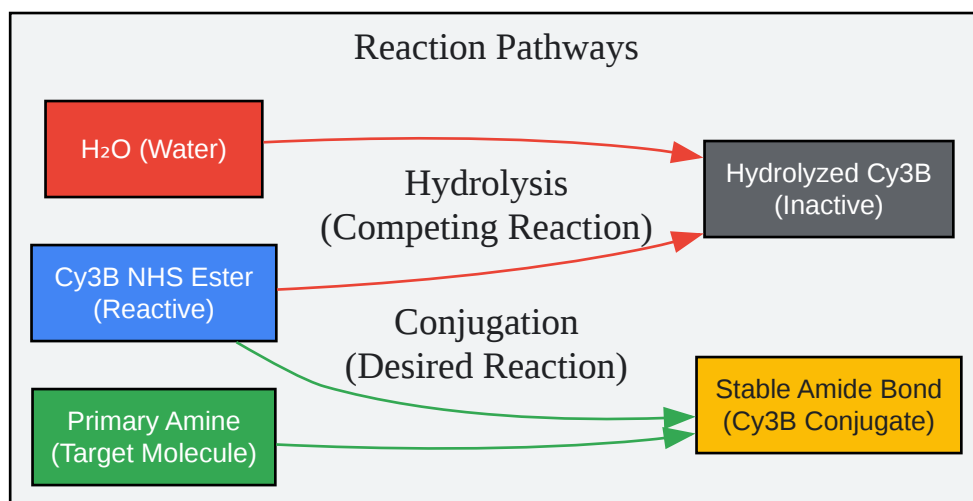 Reaction Pathways
H₂O (Water)
Hydrolyzed Cy3B
(Inactive)
Hydrolysis
(Competing Reaction)
Cy3B NHS Ester
(Reactive)
Conjugation
(Desired Reaction)
Stable Amide Bond
(Cy3B Conjugate)
Primary Amine
(Target Molecule)